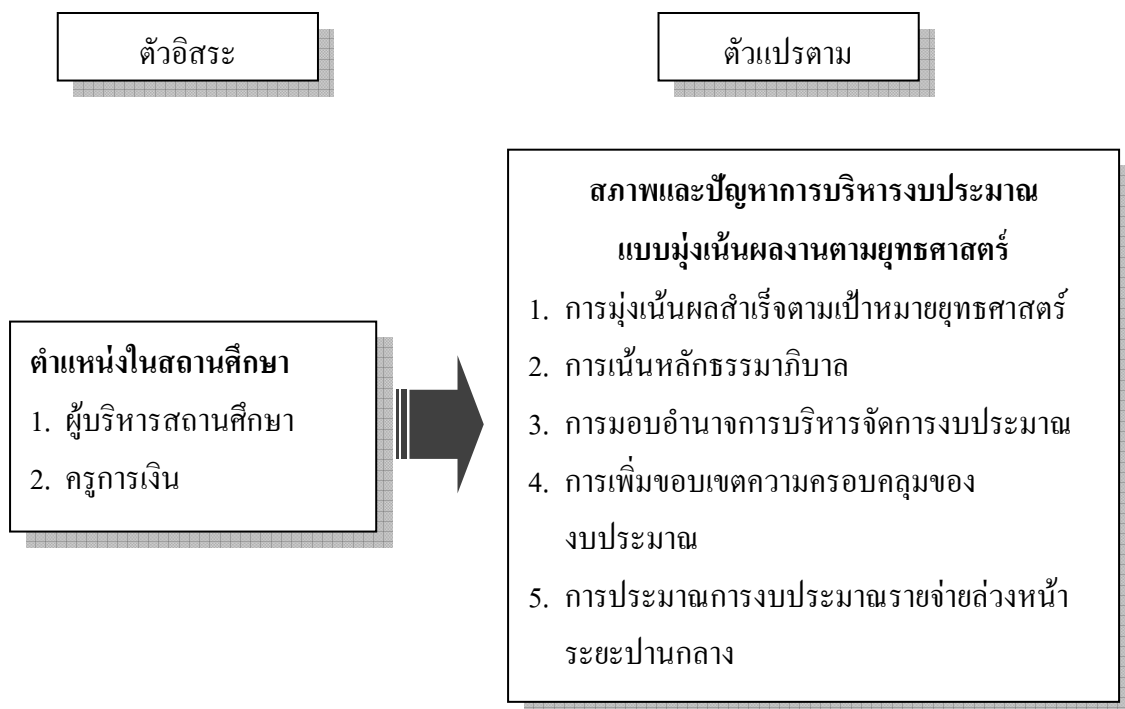 ตัวอิสระ
ตัวแปรตาม
ตำแหน่งในสถานศึกษา
1. ผู้บริหารสถานศึกษา
2. ครูการเงิน
สภาพและปัญหาการบริหารงบประมาณ
แบบมุ่งเน้นผลงานตามยุทธศาสตร์
1. การมุ่งเน้นผลสำเร็จตามเป้าหมายยุทธศาสตร์
2. การเน้นหลักธรรมาภิบาล
3. การมอบอำนาจการบริหารจัดการงบประมาณ
4. การเพิ่มขอบเขตความครอบคลุมของ
งบประมาณ
5. การประมาณการงบประมาณรายจ่ายล่วงหน้า
ระยะปานกลาง